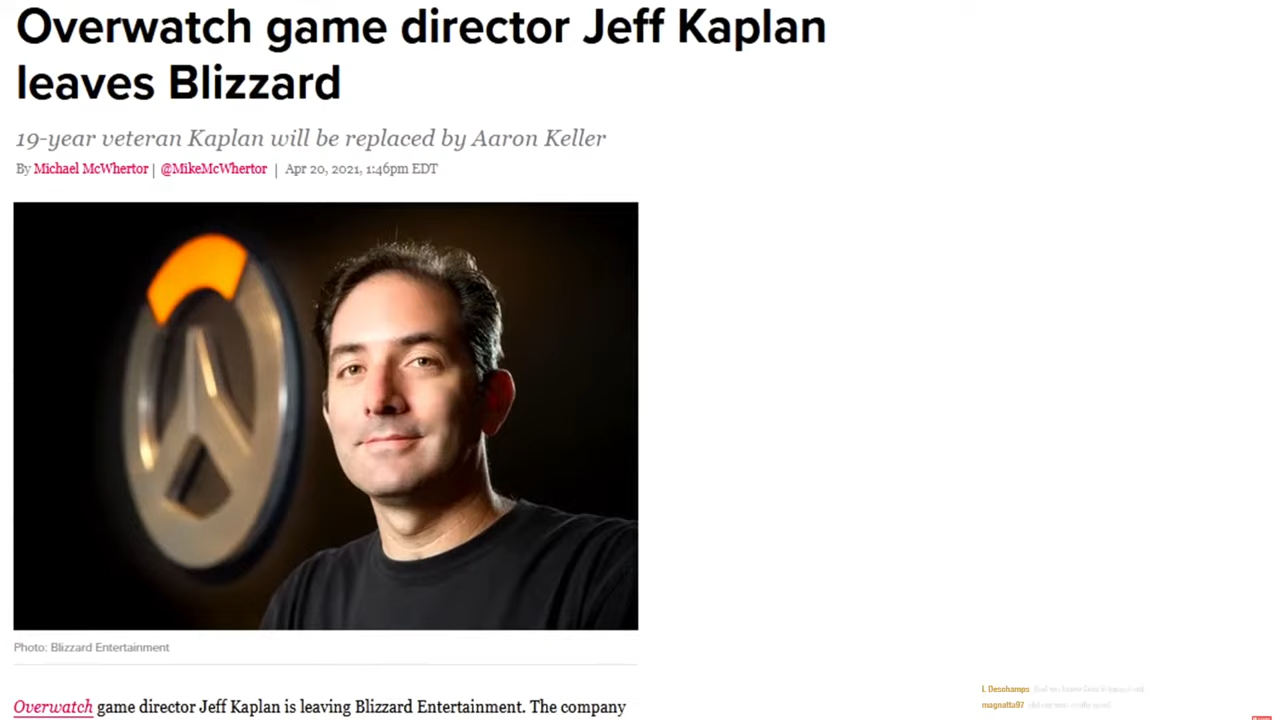 Overwatch game director Jeff Kaplan
leaves Blizzard
19-year veteran Kaplan will be replaced by Aaron Keller
By Michael McWhertor | @MikeMcWhertor | Apr 20, 2021, 1:46pm EDT
Photo: Blizzard Entertainment
Overwatch game director Jeff Kaplan is leaving Blizzard Entertainment. The company
L Deschamps
magnatta97